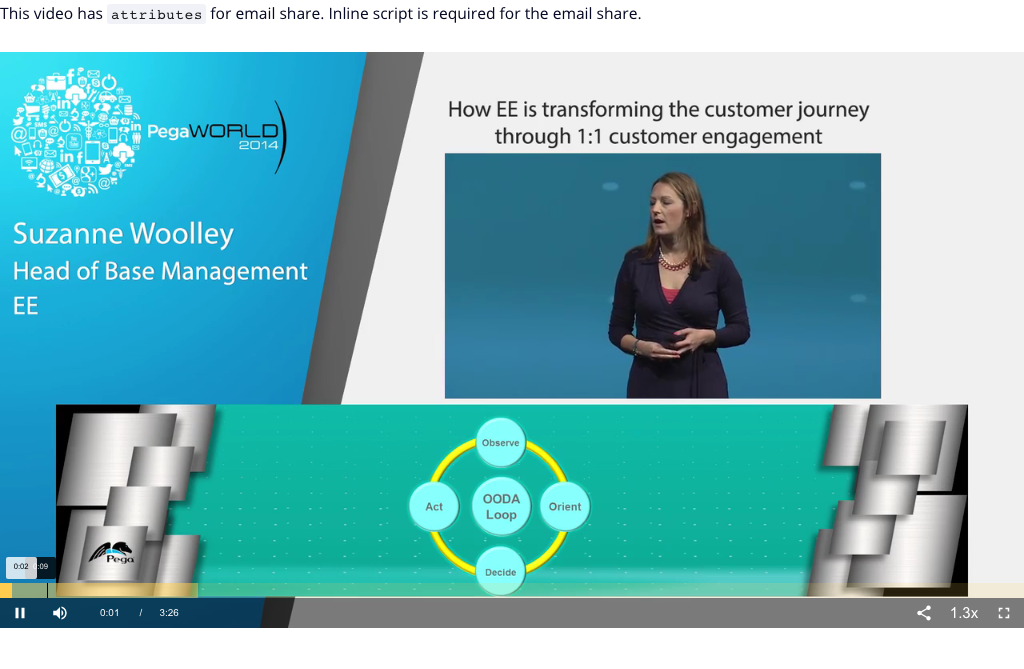 This video has attributes for email share. Inline script is required for the email share.
PegaWORLD
2014
How EE is transforming the customer journey
through 1:1 customer engagement
Suzanne Woolley
Head of Base Management
EE
Observe
Act
OODA
Loop
Orient
Decide
Pega
0:02
:09
0:01 / 3:26
1.3x